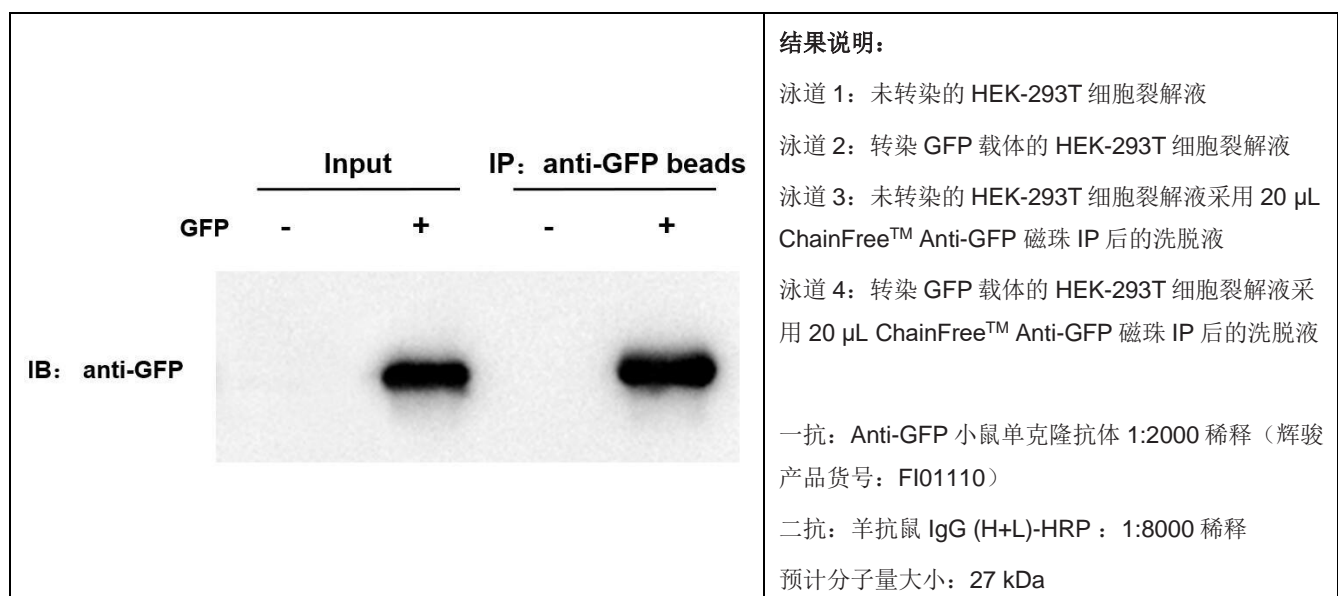 Input
IP：anti-GFP beads
GFP - + - +
IB： anti-GFP
结果说明：
泳道 1：未转染的 HEK-293T 细胞裂解液
泳道 2：转染 GFP 载体的 HEK-293T 细胞裂解液
泳道 3：未转染的 HEK-293T 细胞裂解液采用 20 μL
ChainFree™ Anti-GFP 磁珠 IP 后的洗脱液
泳道 4：转染 GFP 载体的 HEK-293T 细胞裂解液采
用 20 μL ChainFree™ Anti-GFP 磁珠 IP 后的洗脱液
一抗：Anti-GFP 小鼠单克隆抗体 1:2000 稀释（辉骏
产品货号：FI01110）
二抗：羊抗鼠 IgG (H+L)-HRP ：1:8000 稀释
预计分子量大小：27 kDa